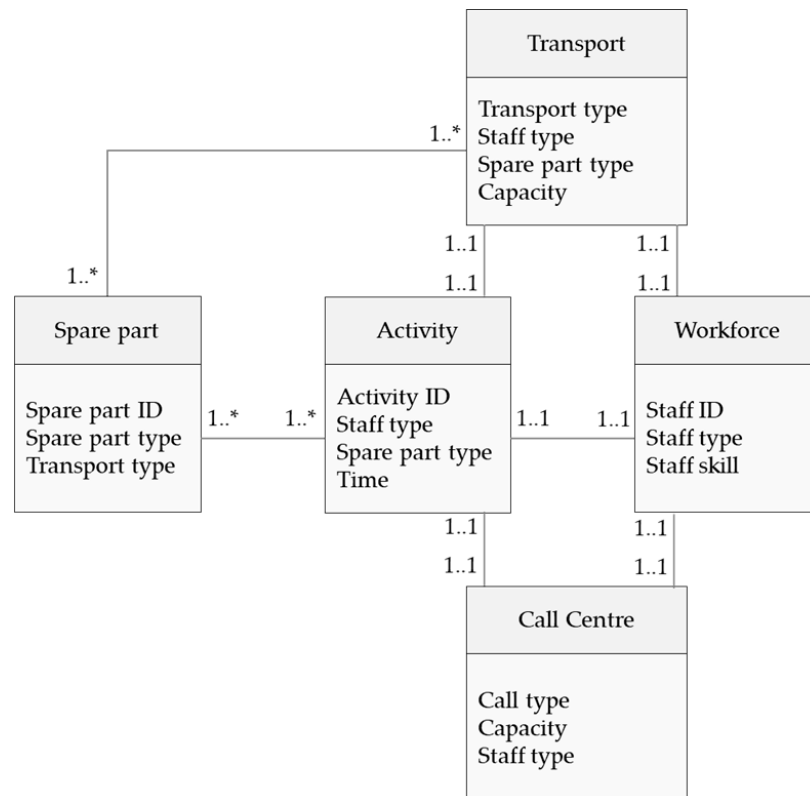 Transport
Transport type
Staff type
Spare part type
Capacity
1..*
1..*
1..1
1..1
1..1
1..1
Spare part
Spare part ID
Spare part type
Transport type
1..*
1..*
Activity
Activity ID
Staff type
Spare part type
Time
1..1
1..1
Workforce
Staff ID
Staff type
Staff skill
1..1
1..1
1..1
1..1
Call Centre
Call type
Capacity
Staff type